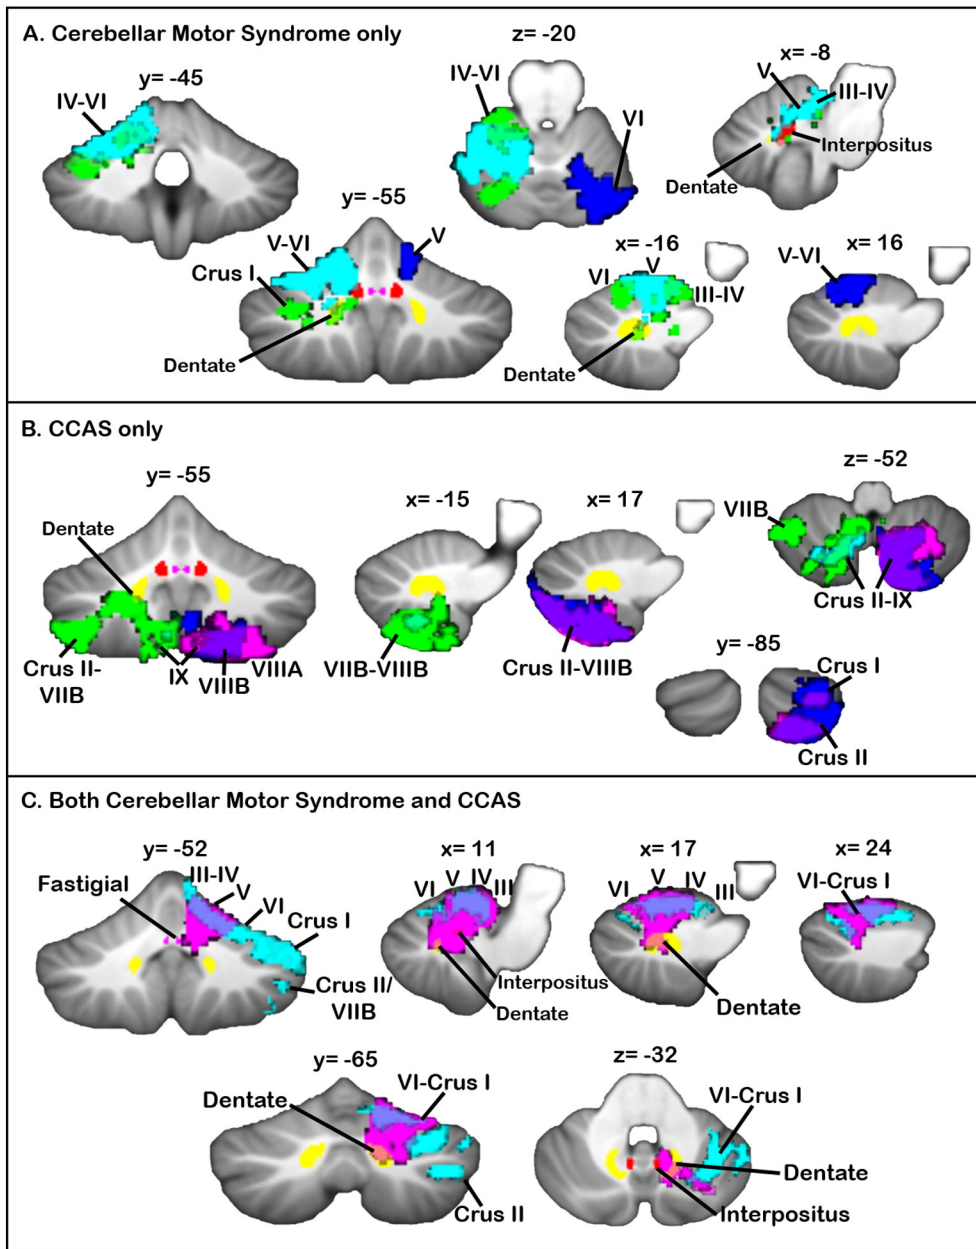 A. Cerebellar Motor Syndrome only
y= -45
IV-VI
z= -20
IV-VI
VI
x= -8
V
III-IV
Interpositus
Dentate
y= -55
V-VI
V
Crus I
Dentate
x= -16
VI
V
III-IV
Dentate
x= 16
V-VI
B. CCAS only
y= -55
Dentate
Crus II-
VIIB
IX
VIIIB
VIIIA
x= -15
VIIB-VIIIB
x= 17
Crus II-VIIIB
z= -52
VIIB
Crus II-IX
y= -85
Crus I
Crus II
C. Both Cerebellar Motor Syndrome and CCAS
y= -52
Fastigial
III-IV
V
VI
Crus I
Crus II/
VIIB
x= 11
VI
V
IV
III
Interpositus
Dentate
x= 17
VI
V
IV
III
Dentate
x= 24
VI-Crus I
y= -65
Dentate
VI-Crus I
Crus II
z= -32
VI-Crus I
Dentate
Interpositus